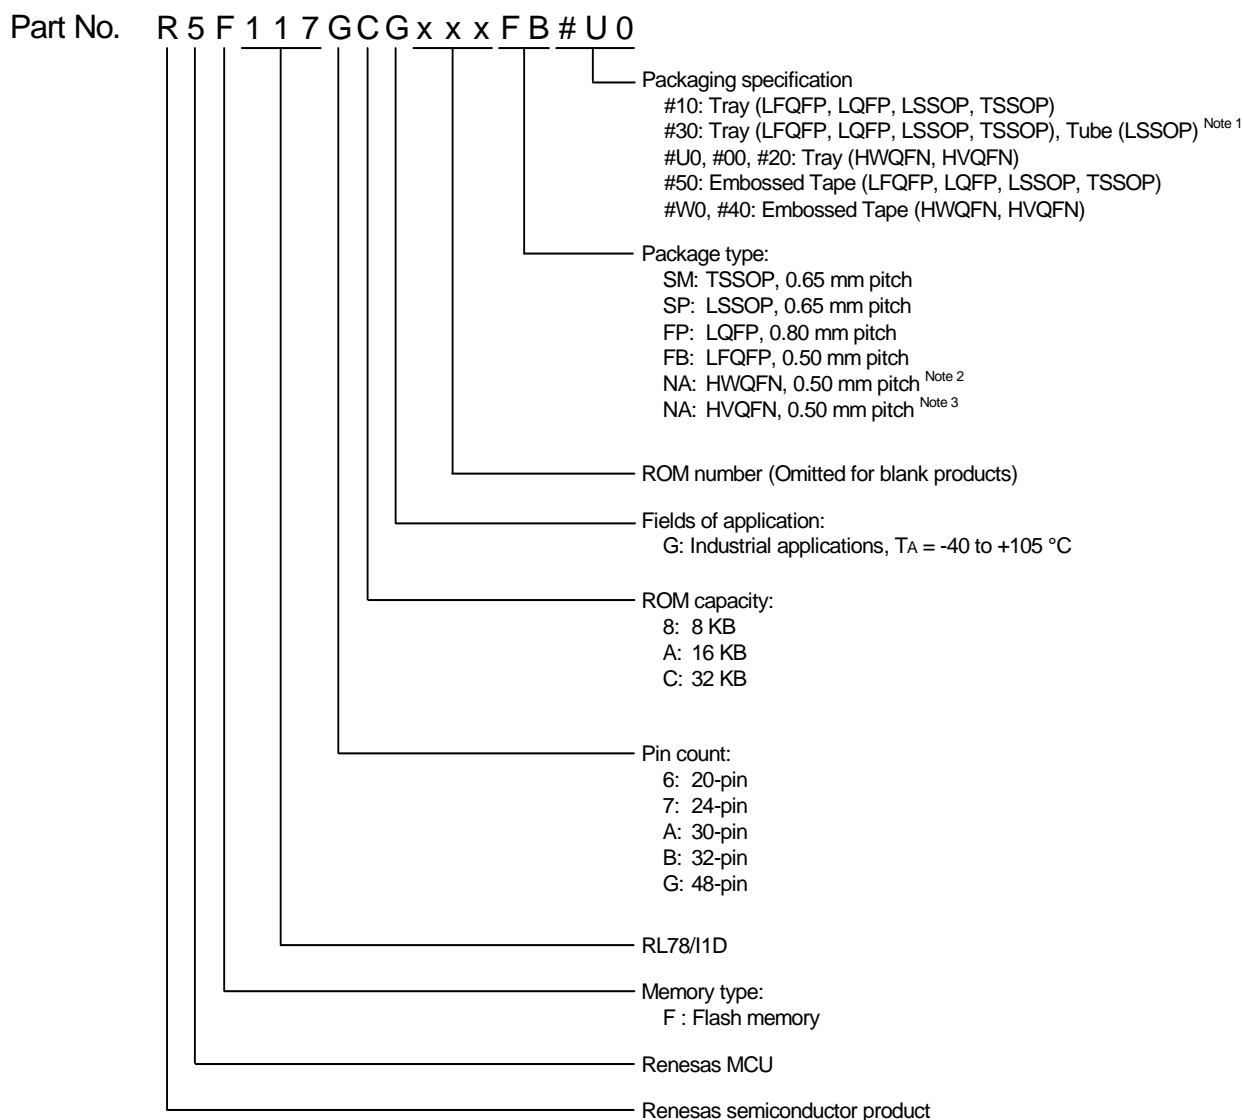 Part No. R 5 F 1 1 7 G C G x x x F B # U 0
Packaging specification
#10: Tray (LFQFP, LQFP, LSSOP, TSSOP)
#30: Tray (LFQFP, LQFP, LSSOP, TSSOP), Tube (LSSOP) Note 1
#U0, #00, #20: Tray (HWQFN, HVQFN)
#50: Embossed Tape (LFQFP, LQFP, LSSOP, TSSOP)
#W0, #40: Embossed Tape (HWQFN, HVQFN)
Package type:
SM: TSSOP, 0.65 mm pitch
SP: LSSOP, 0.65 mm pitch
FP: LQFP, 0.80 mm pitch
FB: LFQFP, 0.50 mm pitch
NA: HWQFN, 0.50 mm pitch Note 2
NA: HVQFN, 0.50 mm pitch Note 3
ROM number (Omitted for blank products)
Fields of application:
G: Industrial applications, TA = -40 to +105 °C
ROM capacity:
8: 8 KB
A: 16 KB
C: 32 KB
Pin count:
6: 20-pin
7: 24-pin
A: 30-pin
B: 32-pin
G: 48-pin
RL78/I1D
Memory type:
F : Flash memory
Renesas MCU
Renesas semiconductor product